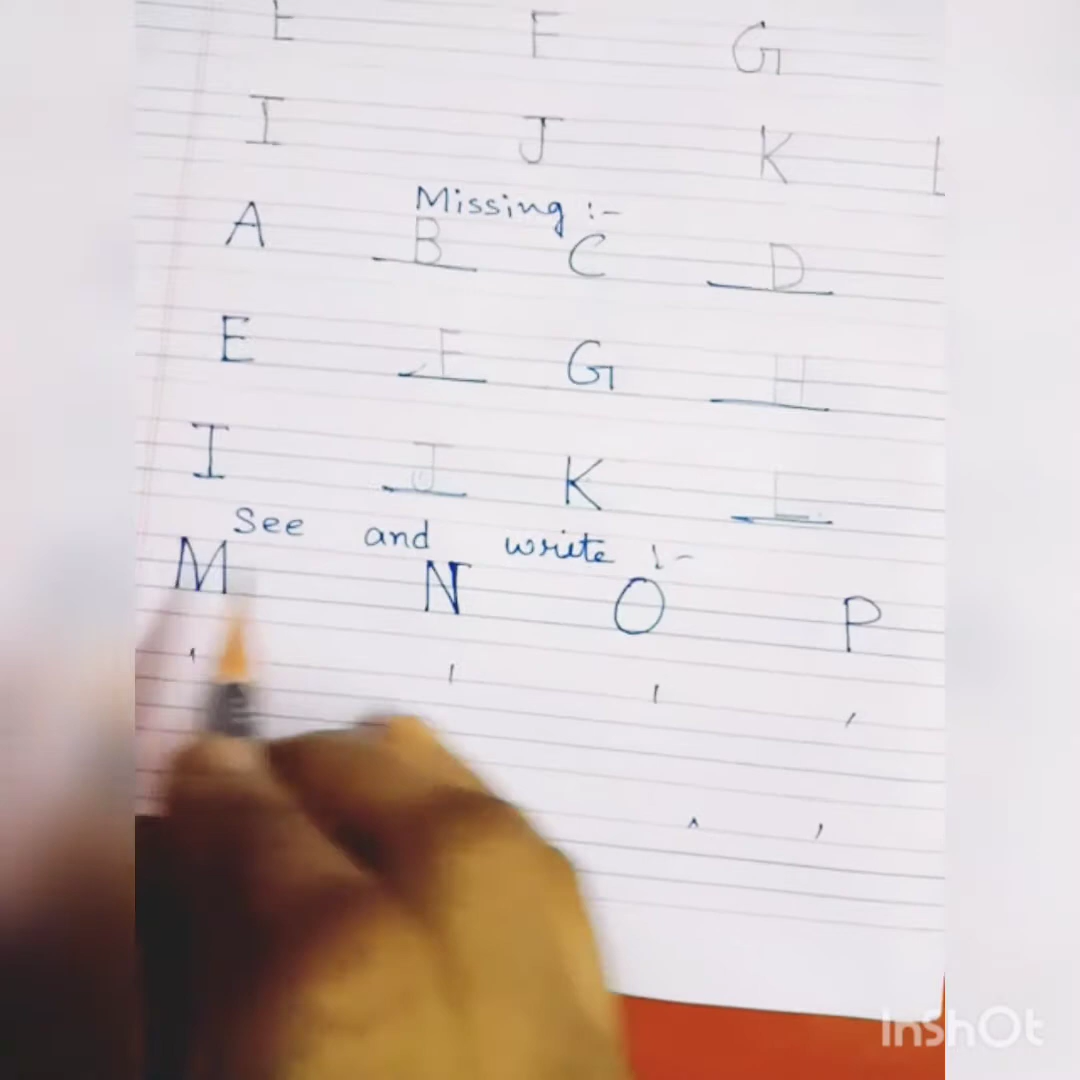 E F G
I J K L
Missing :-
A B C D
E F G H
I J K L
See and write :-
M N O P
InShOt